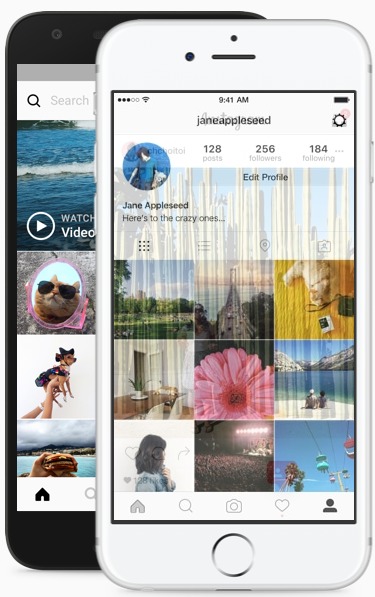 Search
WATCH
Video
9:41 AM
janeappleseed
128
posts
256
followers
184
following
Edit Profile
Jane Appleseed
Here's to the crazy ones...